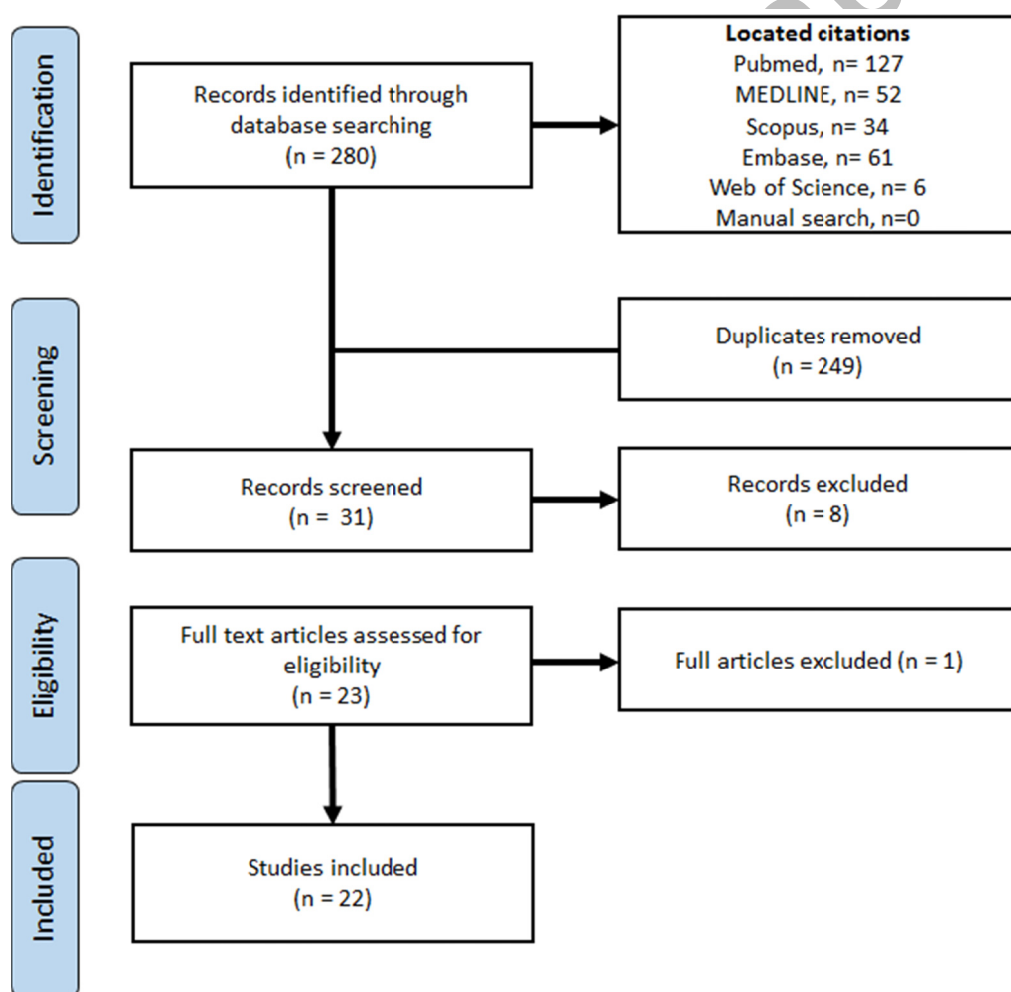 Identification
Records identified through
database searching
(n = 280)
Located citations
Pubmed, n= 127
MEDLINE, n= 52
Scopus, n= 34
Embase, n= 61
Web of Science, n= 6
Manual search, n=0
Screening
Duplicates removed
(n = 249)
Records screened
(n =  31)
Records excluded
(n = 8)
Eligibility
Full text articles assessed for
eligibility
(n = 23)
Full articles excluded (n = 1)
Included
Studies included
(n = 22)